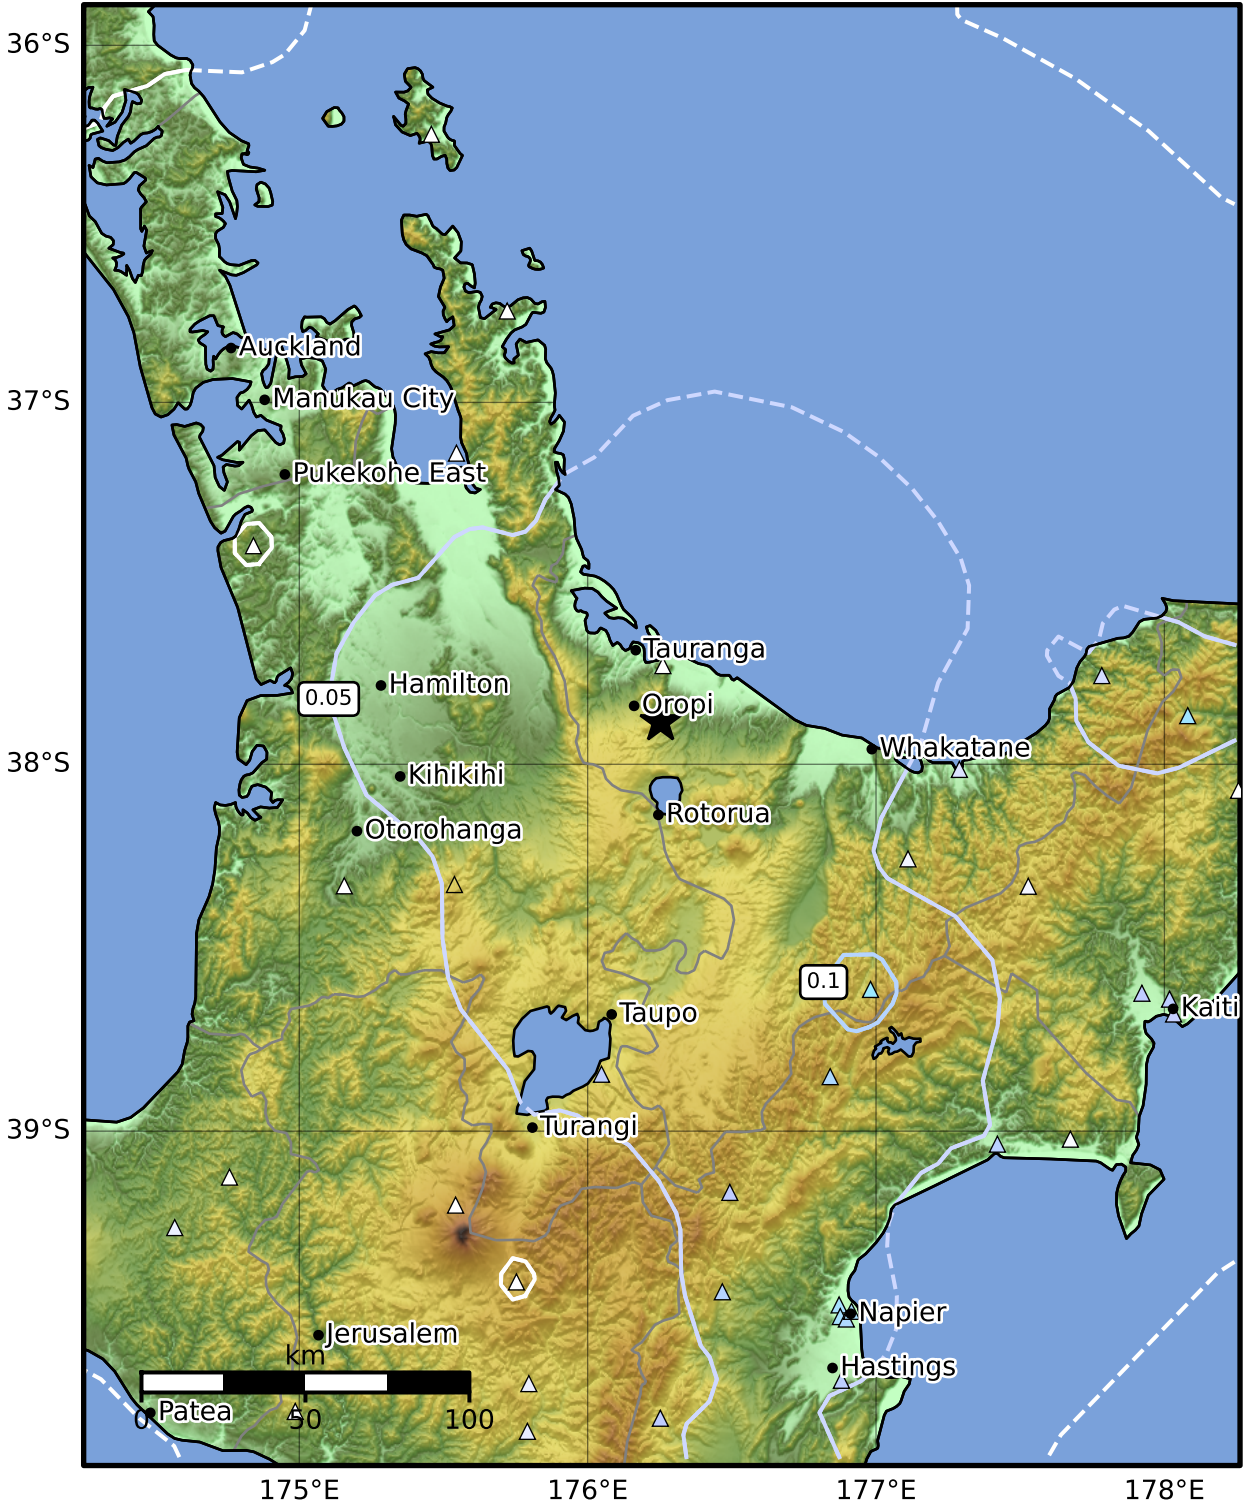 36°S
Auckland
Manukau City
37°S
Pukekohe East
Tauranga
Hamilton
0.05
Oropi
Whakatane
38°S
Kihikihi
Rotorua
Otorohanga
0.1
Kaiti
Taupo
39°S
Turangi
Napier
Jerusalem
km
Hastings
Patea
0 50 100
175°E 176°E 177°E 178°E